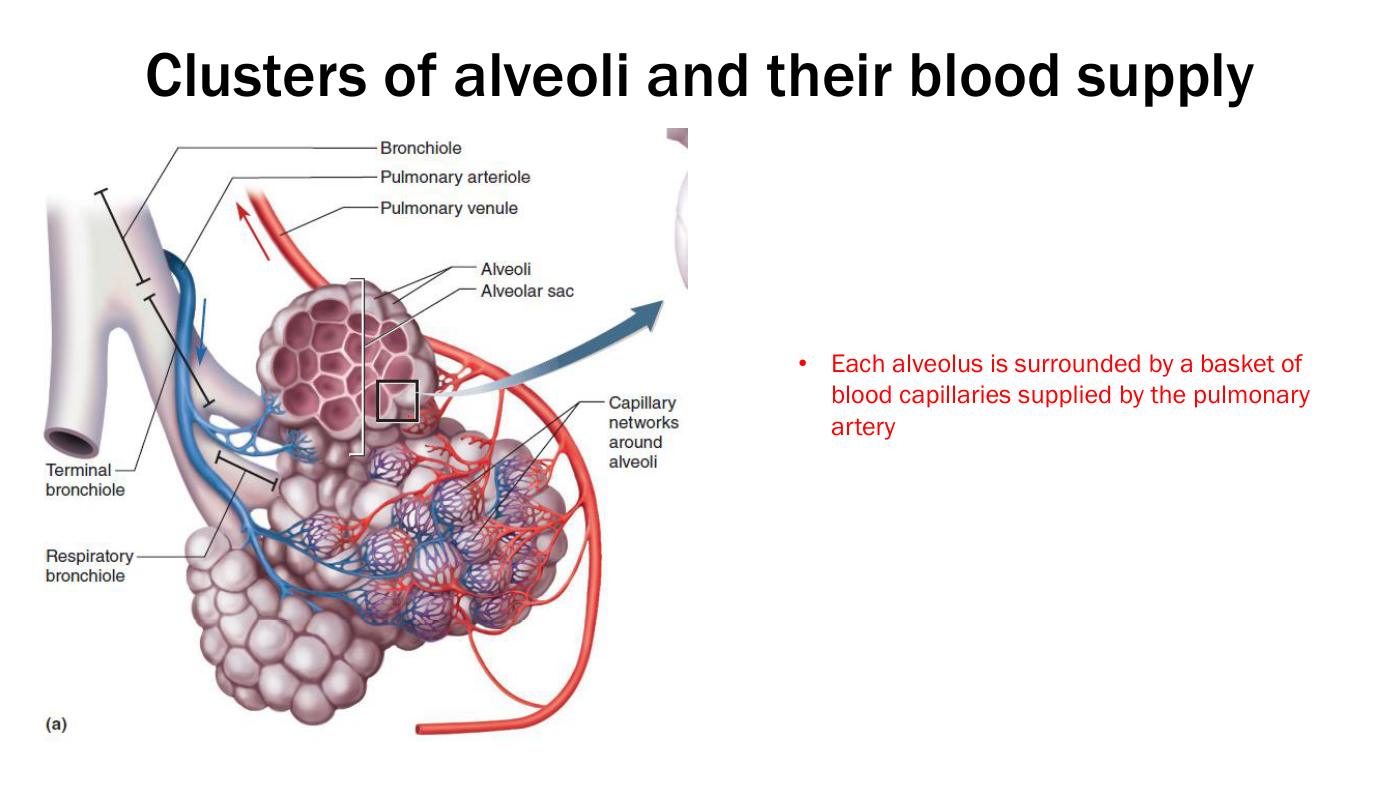 Clusters of alveoli and their blood supply
Bronchiole
Pulmonary arteriole
Pulmonary venule
Alveoli
Alveolar sac
Capillary
networks
around
alveoli
Terminal
bronchiole
Respiratory
bronchiole
(a)
• Each alveolus is surrounded by a basket of
blood capillaries supplied by the pulmonary
artery